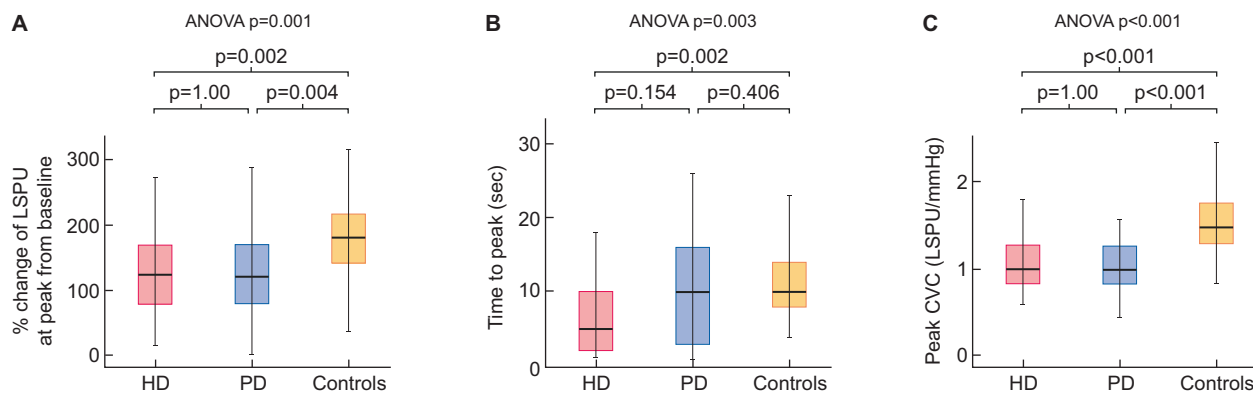 A
ANOVA p=0.001
p=0.002
p=1.00
p=0.004
% change of LSPU
at peak from baseline
300
200
100
0
HD
PD
Controls
B
ANOVA p=0.003
p=0.002
p=0.154
p=0.406
Time to peak (sec)
30
20
10
0
HD
PD
Controls
C
ANOVA p<0.001
p<0.001
p=1.00
p<0.001
Peak CVC (LSPU/mmHg)
2
1
0
HD
PD
Controls